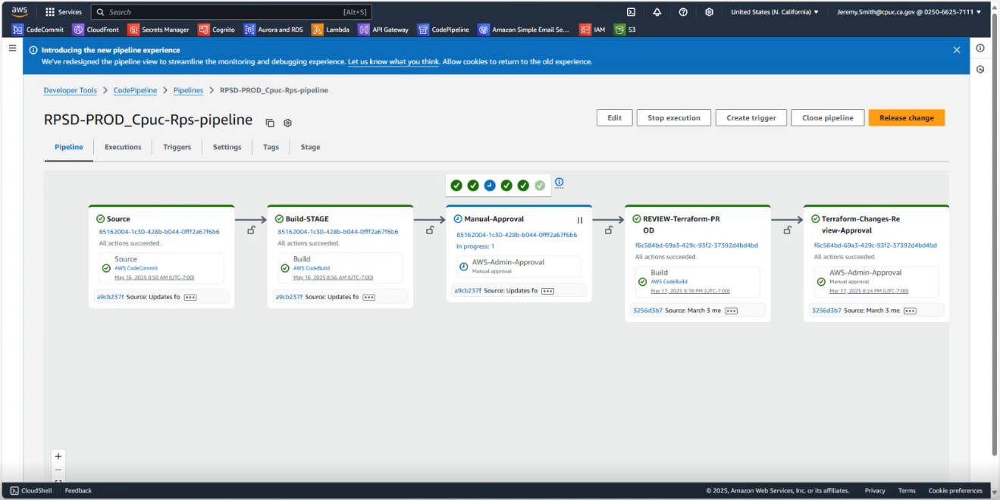 aws Services Search [Alt+S] United States (N. California) Jeremy.Smith@cpuc.ca.gov @ 0250-6625-7111
CodeCommit CloudFront Secrets Manager Cognito Aurora and RDS Lambda API Gateway CodePipeline Amazon Simple Email Se... IAM S3
Introducing the new pipeline experience
We've redesigned the pipeline view to streamline the monitoring and debugging experience. Let us know what you think. Allow cookies to return to the old experience.
Developer Tools > CodePipeline > Pipelines > RPSD-PROD_Cpuc-Rps-pipeline
RPSD-PROD_Cpuc-Rps-pipeline
Edit Stop execution Create trigger Clone pipeline Release change
Pipeline Executions Triggers Settings Tags Stage
Source
85162004-1c30-428b-b044-0fff2a67f6b6
All actions succeeded.
Source
AWS CodeCommit
May 16, 2025 8:50 AM (UTC-7:00)
a9cb237f Source: Updates fo
Build-STAGE
85162004-1c30-428b-b044-0fff2a67f6b6
All actions succeeded.
Build
AWS CodeBuild
May 16, 2025 8:56 AM (UTC-7:00)
a9cb237f Source: Updates fo
Manual-Approval
85162004-1c30-428b-b044-0fff2a67f6b6
In progress: 1
AWS-Admin-Approval
Manual approval
a9cb237f Source: Updates fo
REVIEW-Terraform-PR
OD
f6c584bd-69a3-429c-93f2-37392d4bd4bd
All actions succeeded.
Build
AWS CodeBuild
Mar 17, 2025 8:18 PM (UTC-7:00)
3256d3b7 Source: March 3 me
Terraform-Changes-Re
view-Approval
f6c584bd-69a3-429c-93f2-37392d4bd4bd
All actions succeeded.
AWS-Admin-Approval
Manual approval
Mar 17, 2025 8:24 PM (UTC-7:00)
3256d3b7 Source: March 3 me
CloudShell Feedback © 2025, Amazon Web Services, Inc. or its affiliates. Privacy Terms Cookie preferences